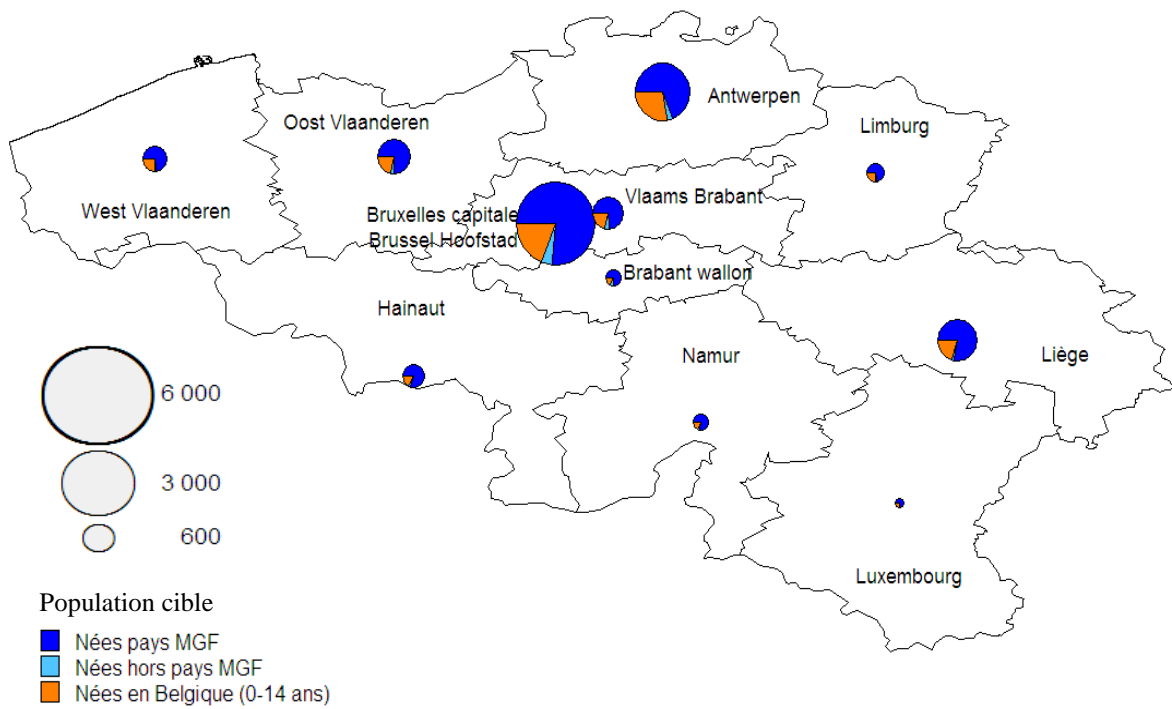 Antwerpen
Oost Vlaanderen
Limburg
West Vlaanderen
Vlaams Brabant
Bruxelles capitale
Brussel Hoofstad
Brabant wallon
Hainaut
Namur
Liège
6 000
3 000
600
Luxembourg
Population cible
Nées pays MGF
Nées hors pays MGF
Nées en Belgique (0-14 ans)